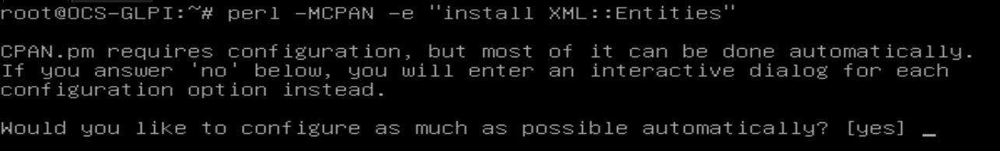 root@OCS-GLPI:~# perl -MCPAN -e "install XML::Entities"
CPAN.pm requires configuration, but most of it can be done automatically.
If you answer 'no' below, you will enter an interactive dialog for each
configuration option instead.
Would you like to configure as much as possible automatically? [yes] _